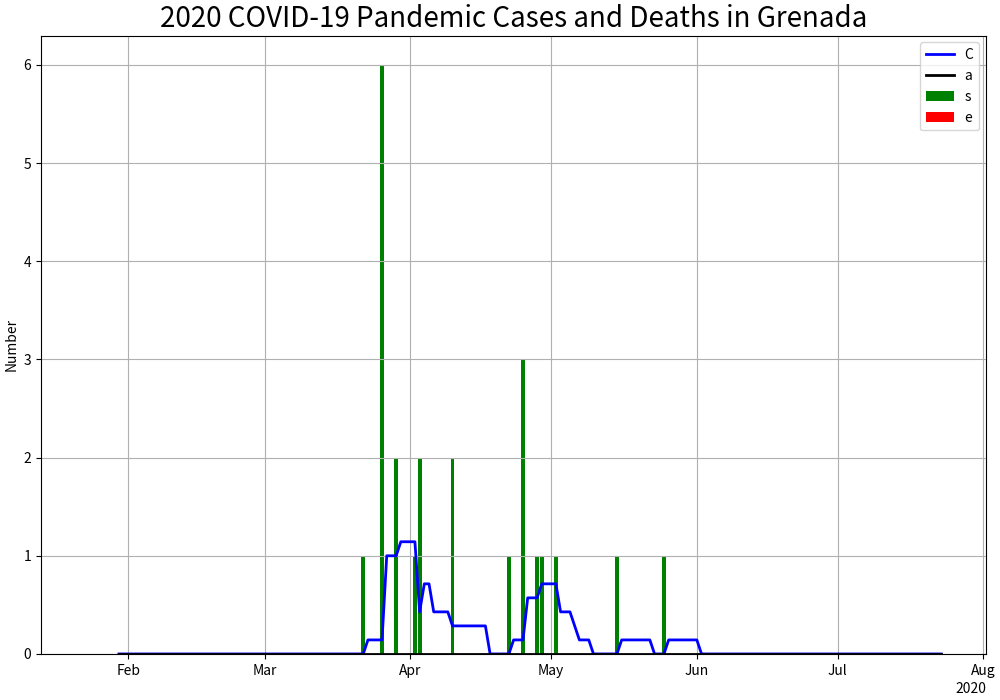 2020 COVID-19 Pandemic Cases and Deaths in Grenada
C
a
s
e
Number
6
5
4
3
2
1
0
Feb Mar Apr May Jun Jul Aug
2020